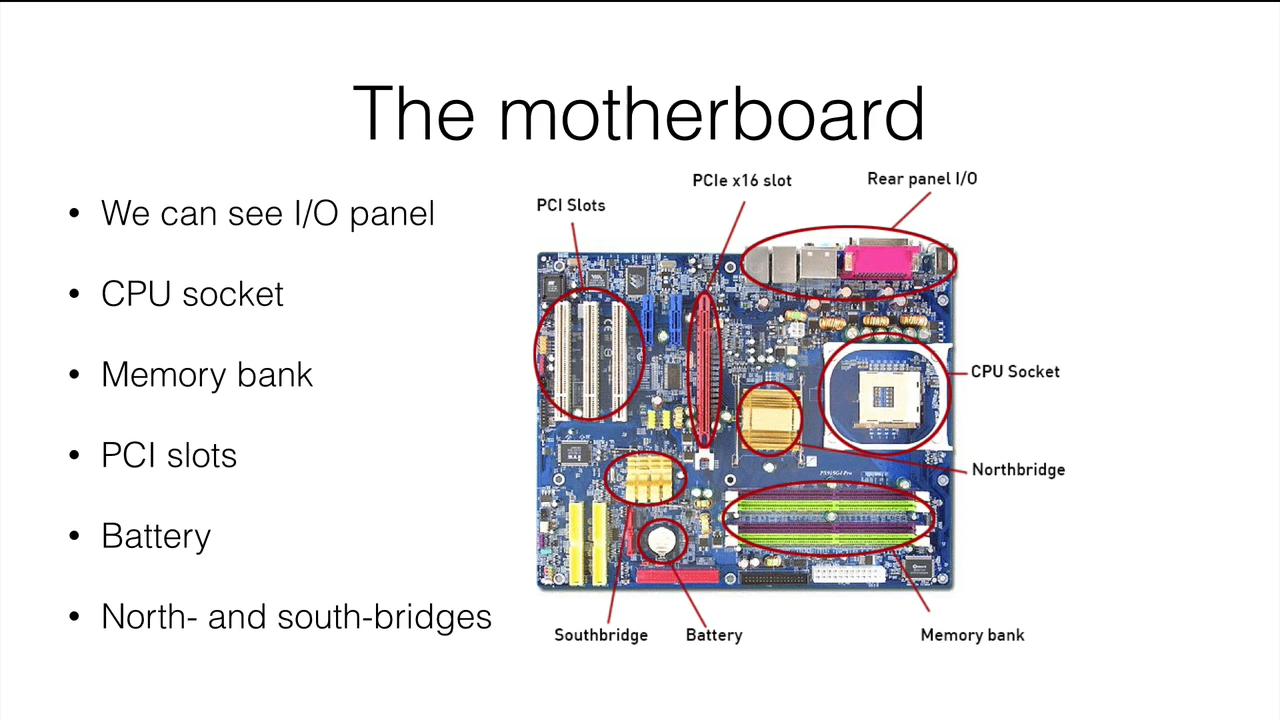 The motherboard
• We can see I/O panel
• CPU socket
• Memory bank
• PCI slots
• Battery
• North- and south-bridges
PCIe x16 slot
Rear panel I/O
PCI Slots
CPU Socket
Northbridge
Southbridge
Battery
Memory bank